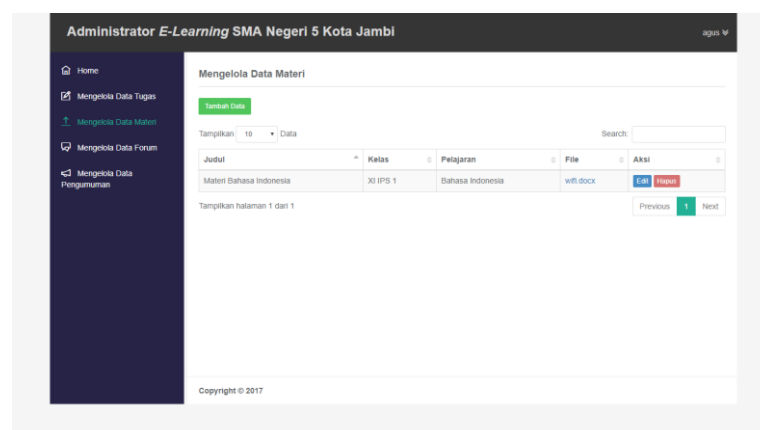 Administrator E-Learning SMA Negeri 5 Kota Jambi
agus
Home
Mengelola Data Tugas
Mengelola Data Materi
Mengelola Data Forum
Mengelola Data
Pengumuman
Mengelola Data Materi
Tambah Data
Tampilkan 10 Data
Search:
Judul Kelas Pelajaran File Aksi
Materi Bahasa Indonesia XI IPS 1 Bahasa Indonesia wifi.docx Edit Hapus
Tampilkan halaman 1 dari 1
Previous 1 Next
Copyright © 2017